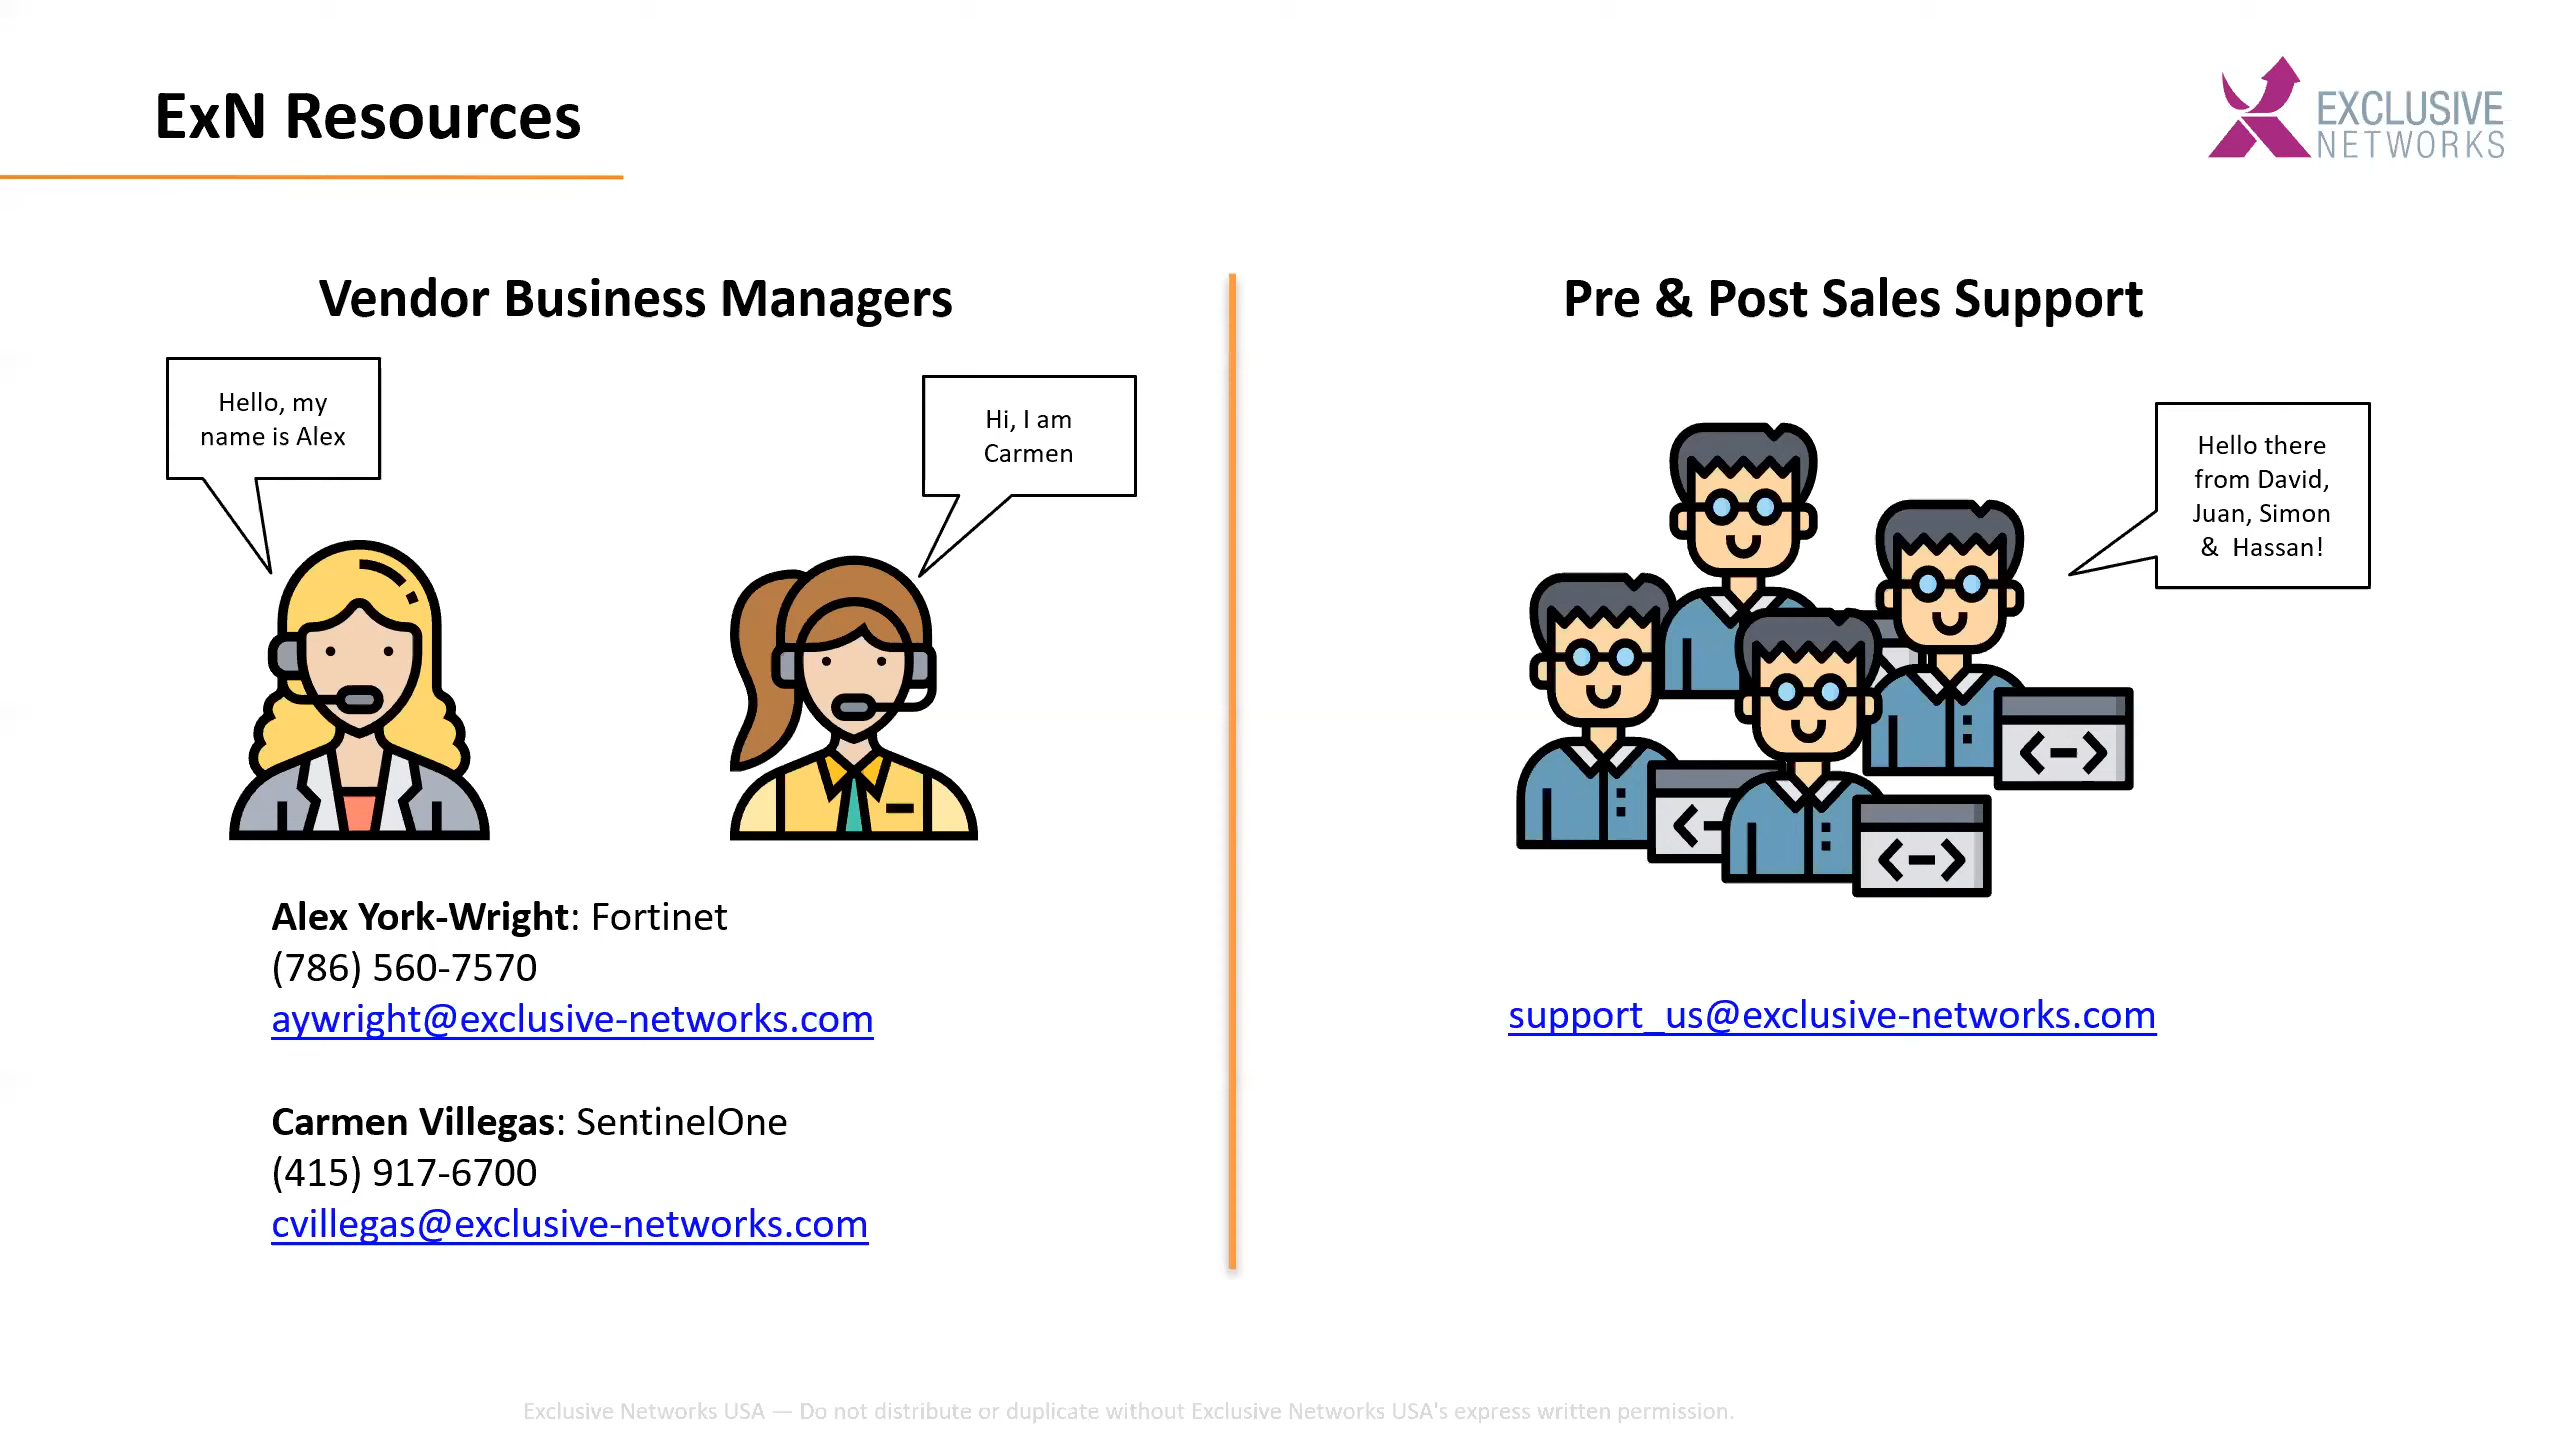 ExN Resources
EXCLUSIVE
NETWORKS
Vendor Business Managers
Hello, my
name is Alex
Hi, I am
Carmen
Alex York-Wright: Fortinet
(786) 560-7570
aywright@exclusive-networks.com
Carmen Villegas: SentinelOne
(415) 917-6700
cvillegas@exclusive-networks.com
Pre & Post Sales Support
Hello there
from David,
Juan, Simon
& Hassan!
support_us@exclusive-networks.com
Exclusive Networks USA — Do not distribute or duplicate without Exclusive Networks USA's express written permission.